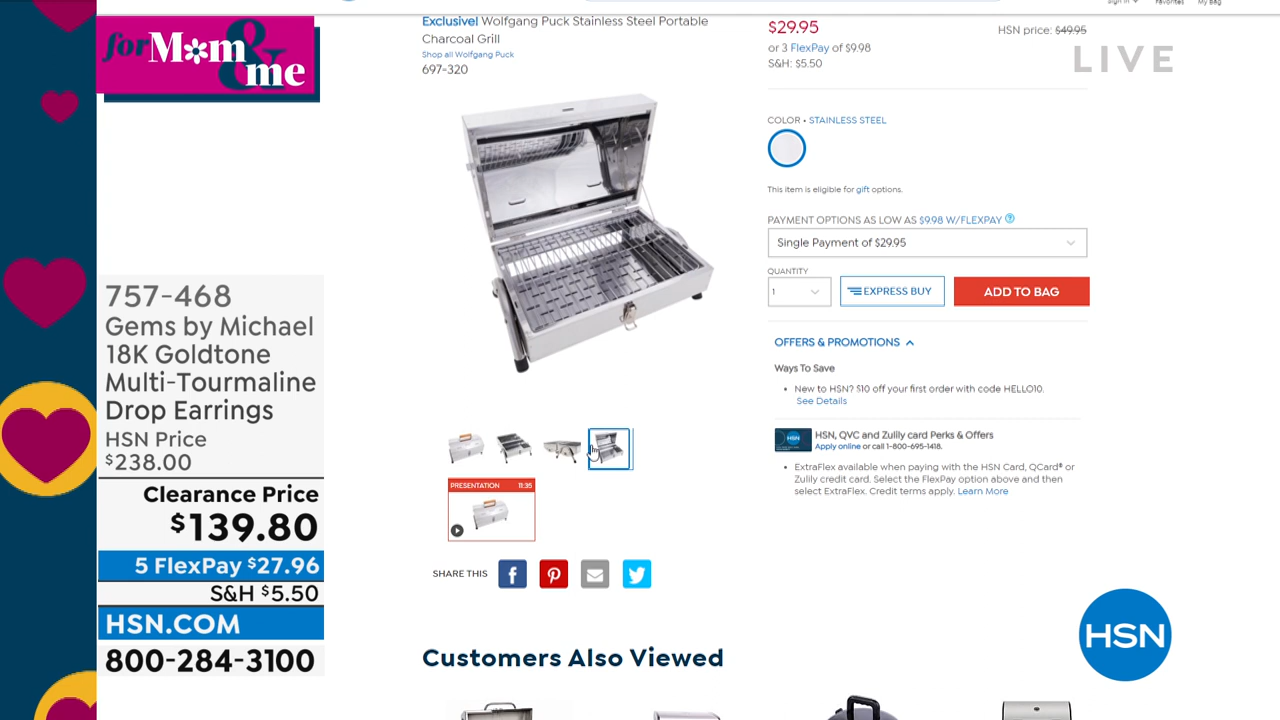 Sign in
Favorites
My Bag
for Mom
&
me
Exclusive! Wolfgang Puck Stainless Steel Portable
Charcoal Grill
Shop all Wolfgang Puck
697-320
$29.95
HSN price: $49.95
or 3 FlexPay of $9.98
S&H: $5.50
LIVE
COLOR • STAINLESS STEEL
This item is eligible for gift options.
PAYMENT OPTIONS AS LOW AS $9.98 W/FLEXPAY ?
Single Payment of $29.95
QUANTITY
1
EXPRESS BUY
ADD TO BAG
OFFERS & PROMOTIONS
Ways To Save
• New to HSN? $10 off your first order with code HELLO10.
See Details
HSN
HSN, QVC and Zulily card Perks & Offers
Apply online or call 1-800-695-1418.
• ExtraFlex available when paying with the HSN Card, QCard® or
Zulily credit card. Select the FlexPay option above and then
select ExtraFlex. Credit terms apply. Learn More
PRESENTATION 11:35
SHARE THIS
Customers Also Viewed
757-468
Gems by Michael
18K Goldtone
Multi-Tourmaline
Drop Earrings
HSN Price
$238.00
Clearance Price
$139.80
5 FlexPay $27.96
S&H $5.50
HSN.COM
800-284-3100
HSN